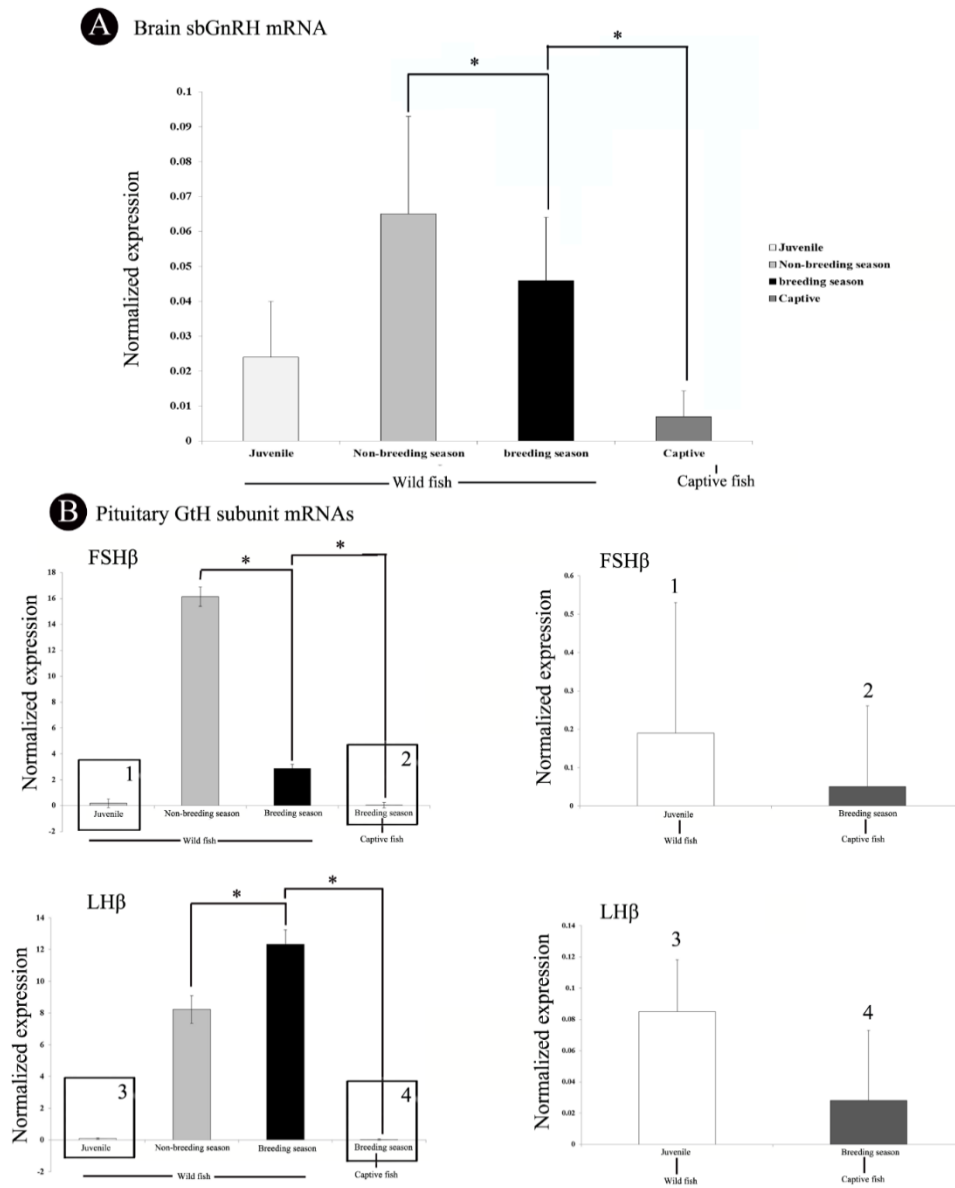 A Brain sbGnRH mRNA
*
*
Normalized expression
0.1
0.09
0.08
0.07
0.06
0.05
0.04
0.03
0.02
0.01
0
Juvenile
Non-breeding season
breeding season
Captive
Juvenile Non-breeding season breeding season Captive
Wild fish Captive fish
B Pituitary GtH subunit mRNAs
FSHβ
*
*
Normalized expression
18
16
14
12
10
8
6
4
2
0
-2
1
2
Juvenile Non-breeding season Breeding season Breeding season
Wild fish Captive fish
FSHβ
Normalized expression
0.6
0.5
0.4
0.3
0.2
0.1
0
1
2
Juvenile Breeding season
Wild fish Captive fish
LHβ
*
*
Normalized expression
14
12
10
8
6
4
2
0
-2
3
4
Juvenile Non-breeding season Breeding season Breeding season
Wild fish Captive fish
LHβ
Normalized expression
0.14
0.12
0.1
0.08
0.06
0.04
0.02
0
3
4
Juvenile Breeding season
Wild fish Captive fish